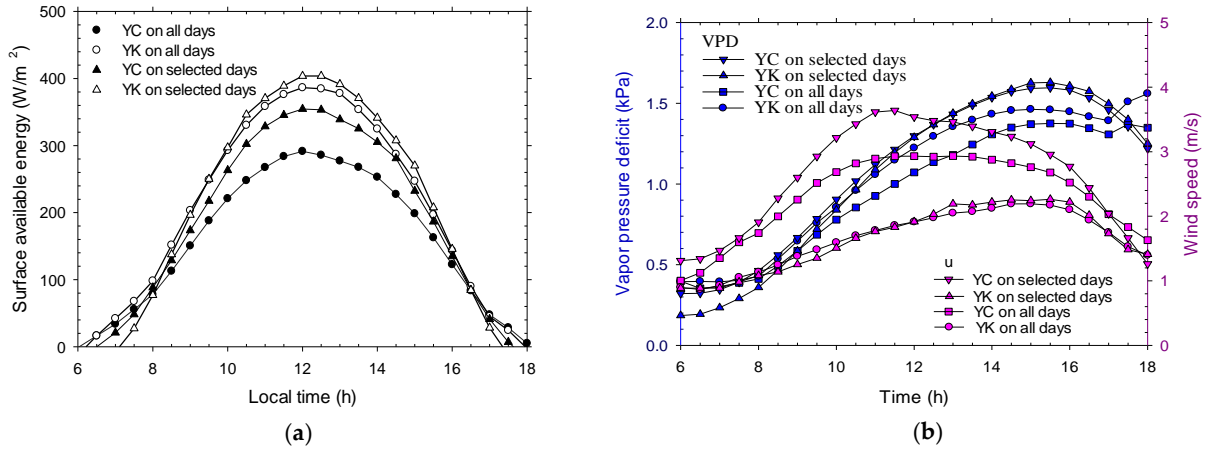 YC on all days
YK on all days
YC on selected days
YK on selected days
Surface available energy (W/m²)
500
400
300
200
100
0
6 8 10 12 14 16 18
Local time (h)
(a)
VPD
YC on selected days
YK on selected days
YC on all days
YK on all days
Vapor pressure deficit (kPa)
2.0
1.5
1.0
0.5
0.0
u
YC on selected days
YK on selected days
YC on all days
YK on all days
Wind speed (m/s)
5
4
3
2
1
0
6 8 10 12 14 16 18
Time (h)
(b)